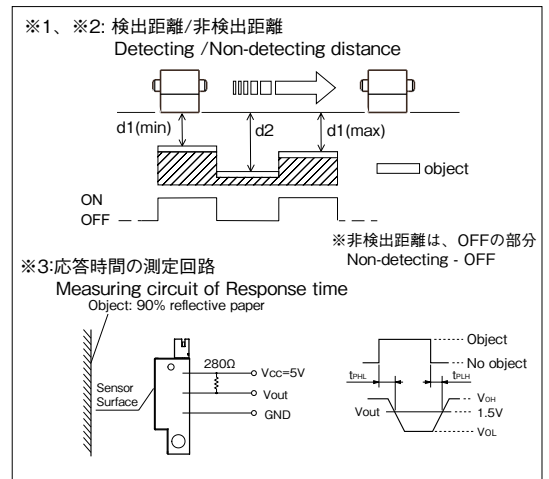 ※1、※2: 検出距離/非検出距離
Detecting /Non-detecting distance
d1(min)
d2
d1(max)
object
ON
OFF
※非検出距離は、OFFの部分
Non-detecting - OFF
※3:応答時間の測定回路
Measuring circuit of Response time
Object: 90% reflective paper
Sensor
Surface
280Ω
Vcc=5V
Vout
GND
Object
No object
tPHL
tPLH
VOH
Vout
1.5V
VOL